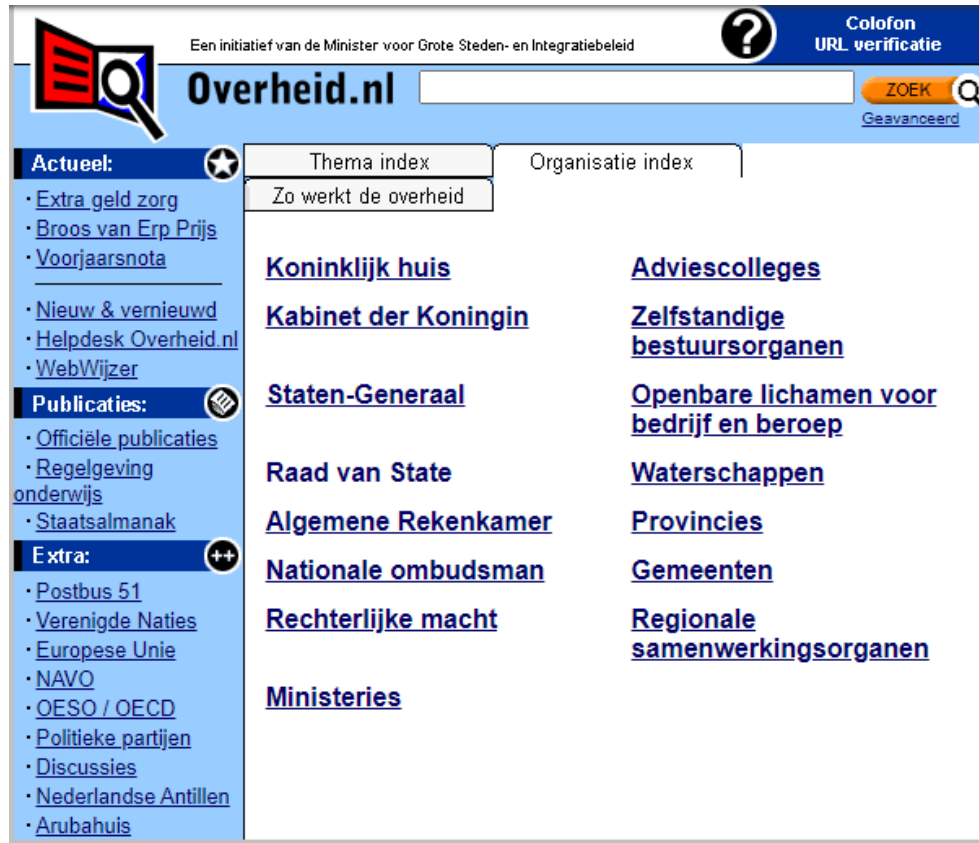 Een initiatief van de Minister voor Grote Steden- en Integratiebeleid
Colofon
URL verificatie
Overheid.nl
ZOEK
Geavanceerd
Actueel:
· Extra geld zorg
· Broos van Erp Prijs
· Voorjaarsnota
· Nieuw & vernieuwd
· Helpdesk Overheid.nl
· WebWijzer
Publicaties:
· Officiële publicaties
· Regelgeving
onderwijs
· Staatsalmanak
Extra:
· Postbus 51
· Verenigde Naties
· Europese Unie
· NAVO
· OESO / OECD
· Politieke partijen
· Discussies
· Nederlandse Antillen
· Arubahuis
Thema index
Organisatie index
Zo werkt de overheid
Koninklijk huis
Kabinet der Koningin
Staten-Generaal
Raad van State
Algemene Rekenkamer
Nationale ombudsman
Rechterlijke macht
Ministeries
Adviescolleges
Zelfstandige
bestuursorganen
Openbare lichamen voor
bedrijf en beroep
Waterschappen
Provincies
Gemeenten
Regionale
samenwerkingsorganen